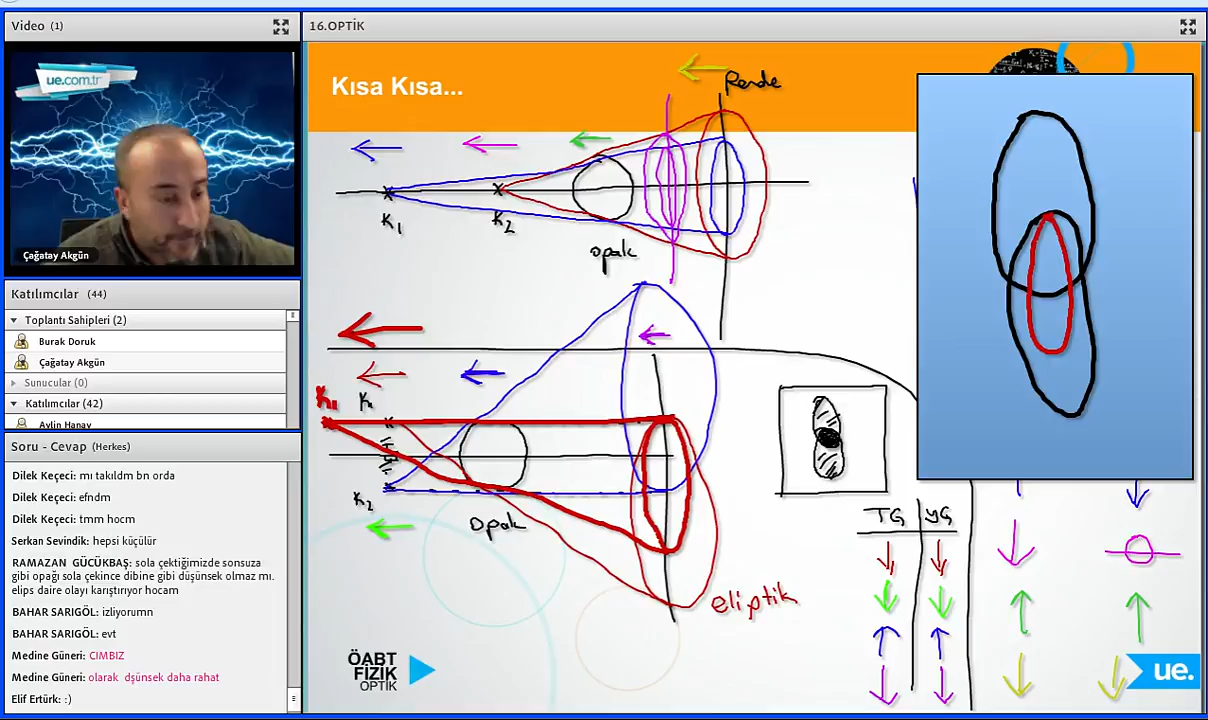 Video (1)
ue.com.tr
Çağatay Akgün
Katılımcılar (44)
Toplantı Sahipleri (2)
Burak Doruk
Çağatay Akgün
Sunucular (0)
Katılımcılar (42)
Aylin Hanay
Soru - Cevap (Herkes)
Dilek Keçeci: mı takıldm bn orda
Dilek Keçeci: efndm
Dilek Keçeci: tmm hocm
Serkan Sevindik: hepsi küçülür
RAMAZAN GÜCÜKBAŞ: sola çektiğimizde sonsuza
gibi opağı sola çekince dibine gibi düşünsek olmaz mı.
elips daire olayı karıştırıyor hocam
BAHAR SARIGÖL: izliyorumn
BAHAR SARIGÖL: evt
Medine Güneri: CIMBIZ
Medine Güneri: olarak dşünsek daha rahat
Elif Ertürk: :)
16.OPTİK
Kısa Kısa...
Perde
K1
K2
opak
K1
K1
K2
opak
eliptik
TG YG
ÖABT
FİZİK
OPTİK
ue.